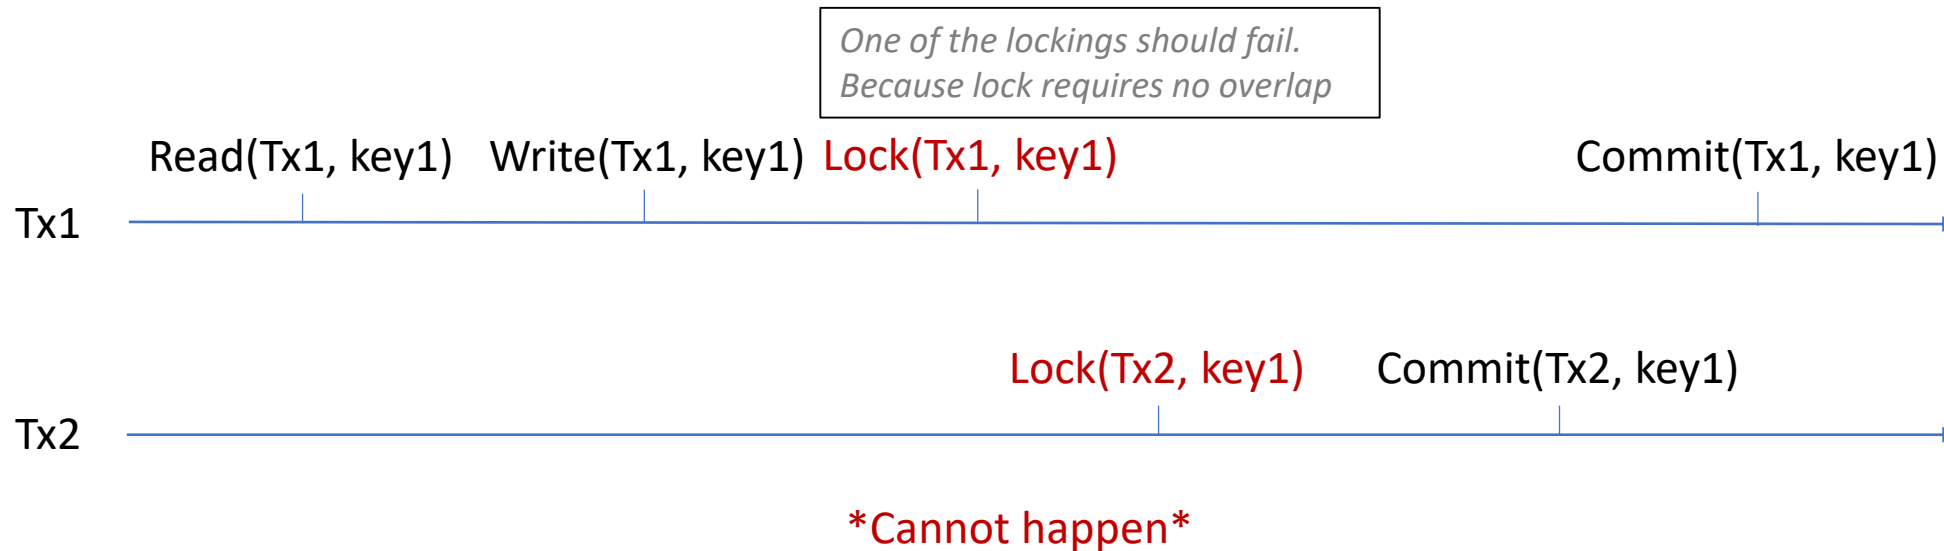 One of the lockings should fail.
Because lock requires no overlap
Read(Tx1, key1) Write(Tx1, key1) Lock(Tx1, key1) Commit(Tx1, key1)
Tx1
Lock(Tx2, key1) Commit(Tx2, key1)
Tx2
*Cannot happen*